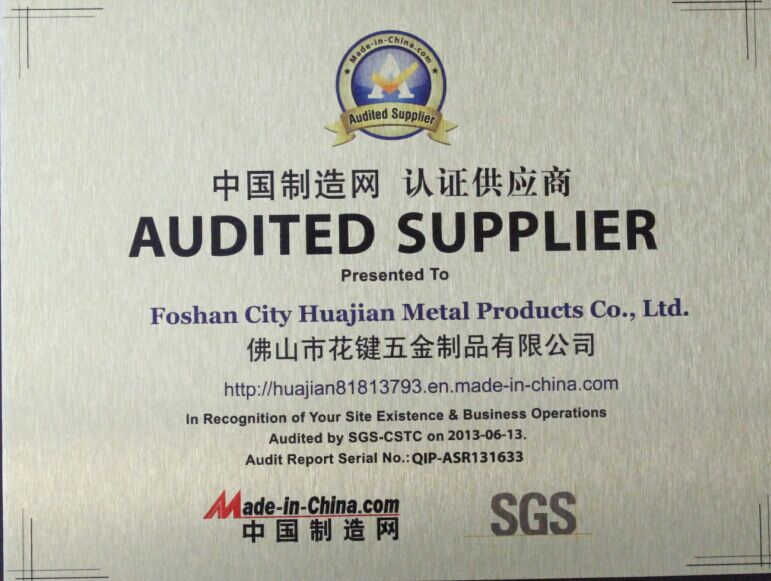 Made-in-China.com
Audited Supplier
中国制造网 认证供应商
AUDITED SUPPLIER
Presented To
Foshan City Huajian Metal Products Co., Ltd.
佛山市花键五金制品有限公司
http://huajian81813793.en.made-in-china.com
In Recognition of Your Site Existence & Business Operations
Audited by SGS-CSTC on 2013-06-13.
Audit Report Serial No.: QIP-ASR131633
Made-in-China.com
中国制造网
SGS